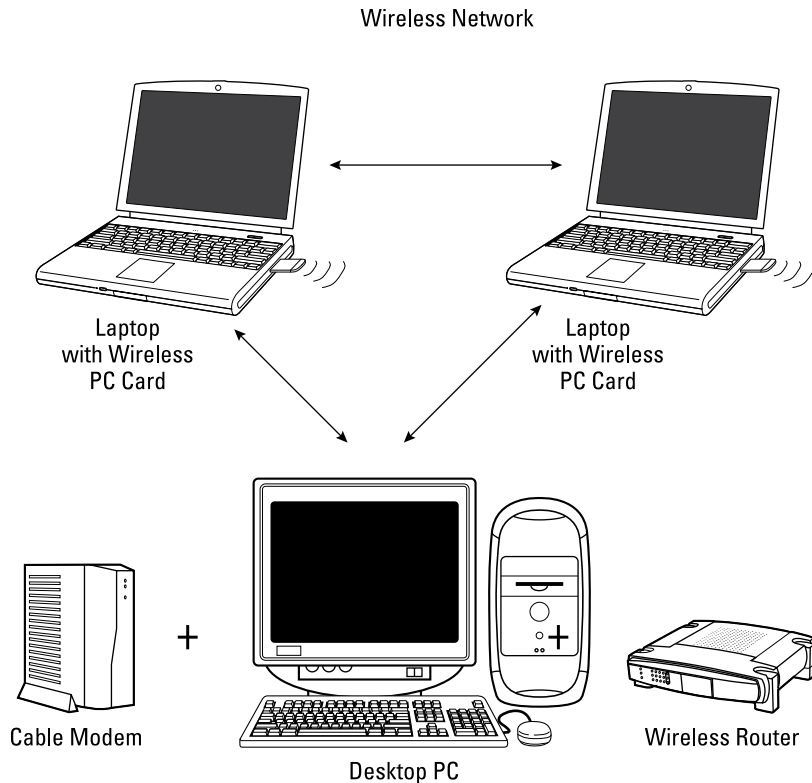 Wireless Network
Laptop
with Wireless
PC Card
Laptop
with Wireless
PC Card
+
+
Cable Modem
Desktop PC
Wireless Router